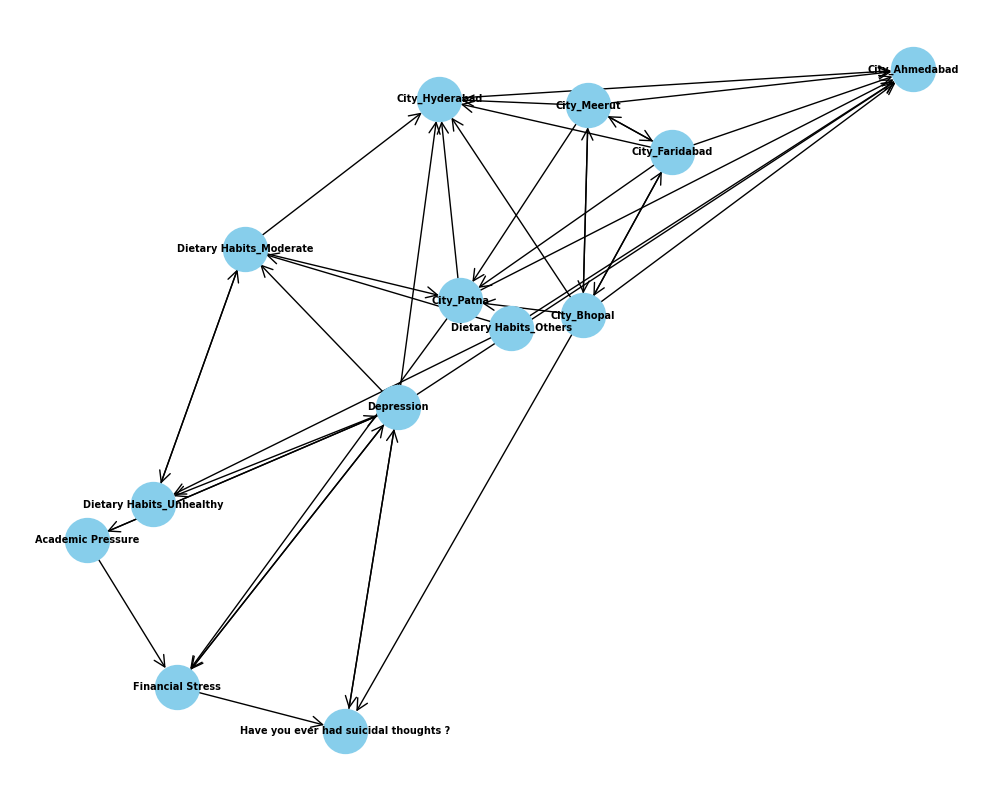 City_Ahmedabad
City_Hyderabad
City_Meerut
City_Faridabad
Dietary Habits_Moderate
City_Patna
City_Bhopal
Dietary Habits_Others
Depression
Dietary Habits_Unhealthy
Academic Pressure
Financial Stress
Have you ever had suicidal thoughts ?